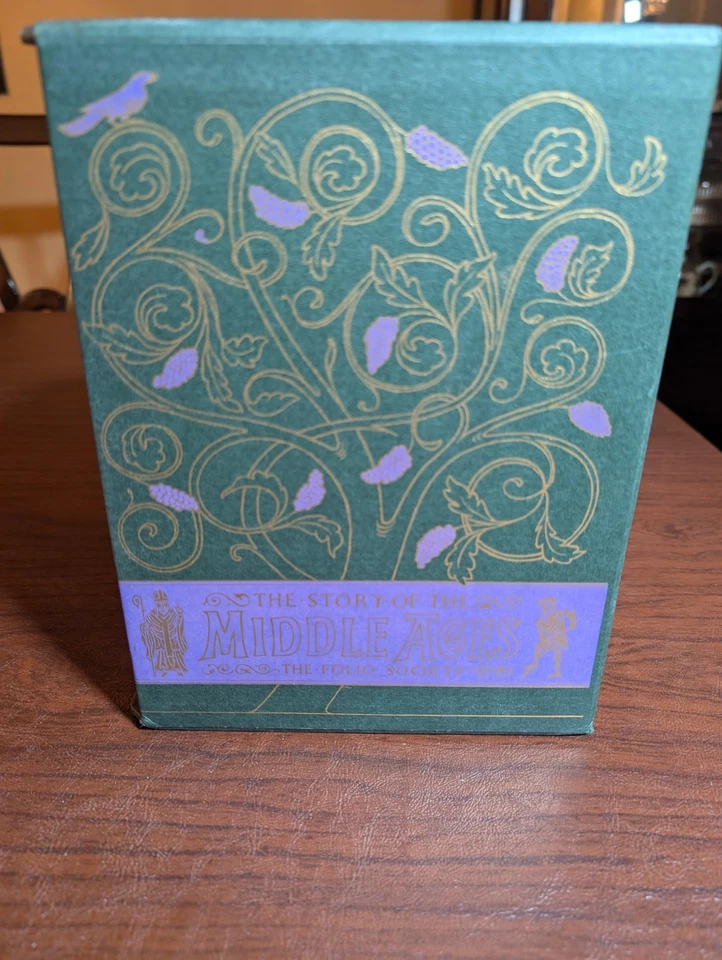 THE·STORY OF THE
MIDDLE AGES
THE·FOLIO SOCIETY